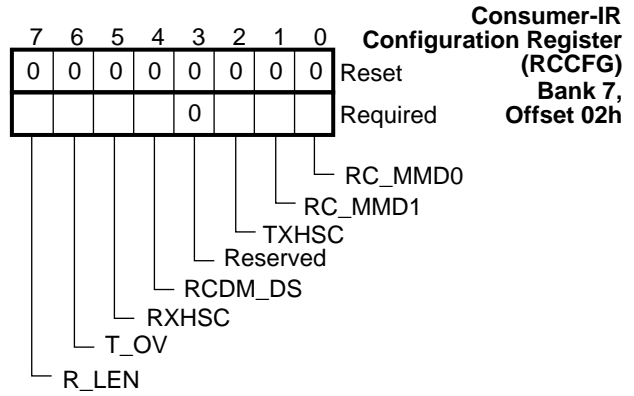 Consumer-IR
Configuration Register
(RCCFG)
Bank 7,
Offset 02h
7 6 5 4 3 2 1 0
0 0 0 0 0 0 0 0 Reset
0 Required
RC_MMD0
RC_MMD1
TXHSC
Reserved
RCDM_DS
RXHSC
T_OV
R_LEN